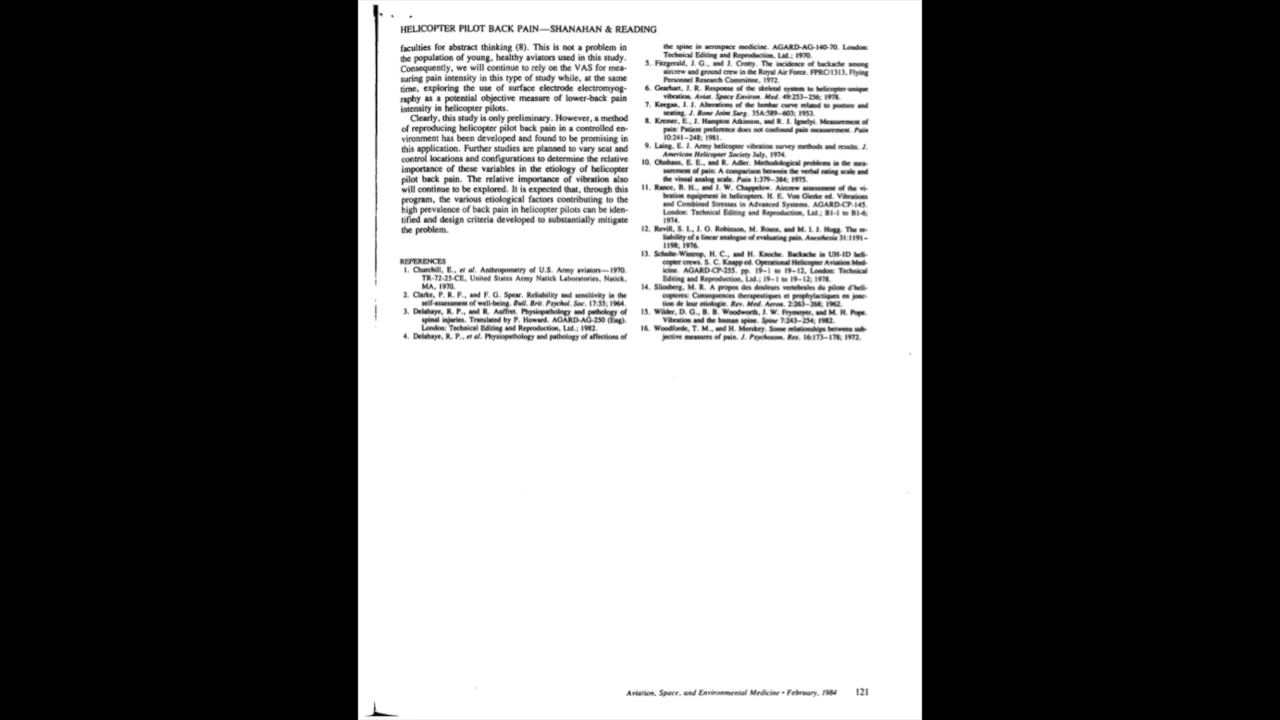 HELICOPTER PILOT BACK PAIN—SHANAHAN & READING
faculties for abstract thinking (8). This is not a problem in
the population of young, healthy aviators used in this study.
Consequently, we will continue to rely on the VAS for mea-
suring pain intensity in this type of study while, at the same
time, exploring the use of surface electrode electromyog-
raphy as a potential objective measure of lower-back pain
intensity in helicopter pilots.
Clearly, this study is only preliminary. However, a method
of reproducing helicopter pilot back pain in a controlled en-
vironment has been developed and found to be promising in
this application. Further studies are planned to vary seat and
control locations and configurations to determine the relative
importance of these variables in the etiology of helicopter
pilot back pain. The relative importance of vibration also
will continue to be explored. It is expected that, through this
program, the various etiological factors contributing to the
high prevalence of back pain in helicopter pilots can be iden-
tified and design criteria developed to substantially mitigate
the problem.
REFERENCES
1. Churchill, E., et al. Anthropometry of U.S. Army aviators—1970.
TR-72-25-CE, United States Army Natick Laboratories, Natick,
MA, 1970.
2. Clarke, P. R. F., and F. G. Spear. Reliability and sensitivity in the
self-assessment of well-being. Bull. Brit. Psychol. Soc. 17:55; 1964.
3. Delahaye, R. P., and R. Auffret. Physiopathology and pathology of
spinal injuries. Translated by P. Howard. AGARD-AG-250 (Eng).
London: Technical Editing and Reproduction, Ltd.; 1982.
4. Delahaye, R. P., et al. Physiopathology and pathology of affections of
the spine in aerospace medicine. AGARD-AG-140-70. London:
Technical Editing and Reproduction, Ltd.; 1970.
5. Fitzgerald, J. G., and J. Crotty. The incidence of backache among
aircrew and ground crew in the Royal Air Force. FPRC/1313, Flying
Personnel Research Committee, 1972.
6. Gearhart, J. R. Response of the skeletal system to helicopter-unique
vibration. Aviat. Space Environ. Med. 49:253-256; 1978.
7. Keegan, J. J. Alterations of the lumbar curve related to posture and
seating. J. Bone Joint Surg. 35A:589-603; 1953.
8. Kremer, E., J. Hampton Atkinson, and R. J. Ignelzi. Measurement of
pain: Patient preference does not confound pain measurement. Pain
10:241-248; 1981.
9. Laing, E. J. Army helicopter vibration survey methods and results. J.
American Helicopter Society July, 1974.
10. Ohnhaus, E. E., and R. Adler. Methodological problems in the mea-
surement of pain: A comparison between the verbal rating scale and
the visual analog scale. Pain 1:379-384; 1975.
11. Rance, B. H., and J. W. Chappelow. Aircrew assessment of the vi-
bration equipment in helicopters. H. E. Von Gierke ed. Vibrations
and Combined Stresses in Advanced Systems. AGARD-CP-145.
London: Technical Editing and Reproduction, Ltd.; B1-1 to B1-6;
1974.
12. Revill, S. I., J. O. Robinson, M. Rosen, and M. I. J. Hogg. The re-
liability of a linear analogue of evaluating pain. Anesthesia 31:1191-
1198; 1976.
13. Schulte-Wintrop, H. C., and H. Knoche. Backache in UH-1D heli-
copter crews. S. C. Knapp ed. Operational Helicopter Aviation Med-
icine. AGARD-CP-255. pp. 19-1 to 19-12, London: Technical
Editing and Reproduction, Ltd.; 19-1 to 19-12; 1978.
14. Sliosberg, M. R. A propos des douleurs vertebrales du pilote d'heli-
copteres: Consequences therapeutiques et prophylactiques en jonc-
tion de leur etiologie. Rev. Med. Aeron. 2:263-268; 1962.
15. Wilder, D. G., B. B. Woodworth, J. W. Frymoyer, and M. H. Pope.
Vibration and the human spine. Spine 7:243-254; 1982.
16. Woodforde, T. M., and H. Merskey. Some relationships between sub-
jective measures of pain. J. Psychosom. Res. 16:173-178; 1972.
Aviation, Space, and Environmental Medicine • February, 1984 121